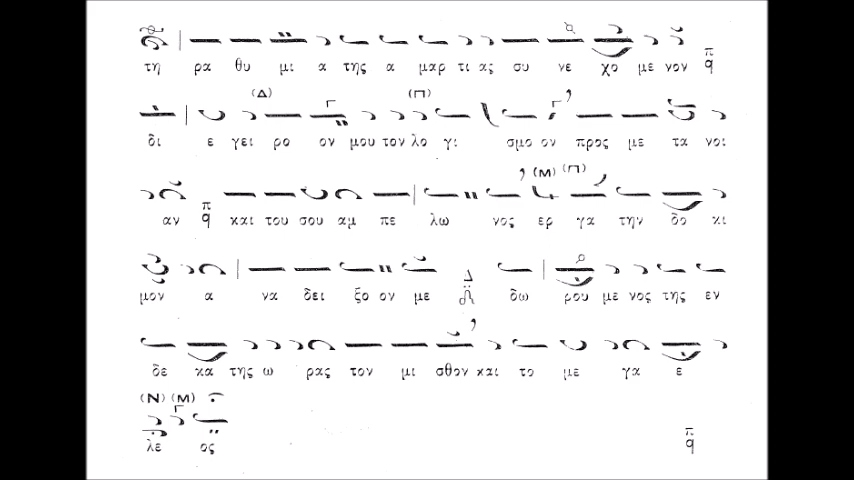 τη ρα θυ μι α της α μαρ τι ας συ νε χο με νον π q
(Δ) (Π)
δι ε γει ρο ον μου τον λο γι σμο ον προς με τα νοι
(Μ) (Π)
αν π q και του σου αμ πε λω νος ερ γα την δο κι
μον α να δει ξο ον με Δ δω ρου με νος της εν
δε κα της ω ρας τον μι σθον και το με γα ε
(Ν) (Μ)
λε ος π q